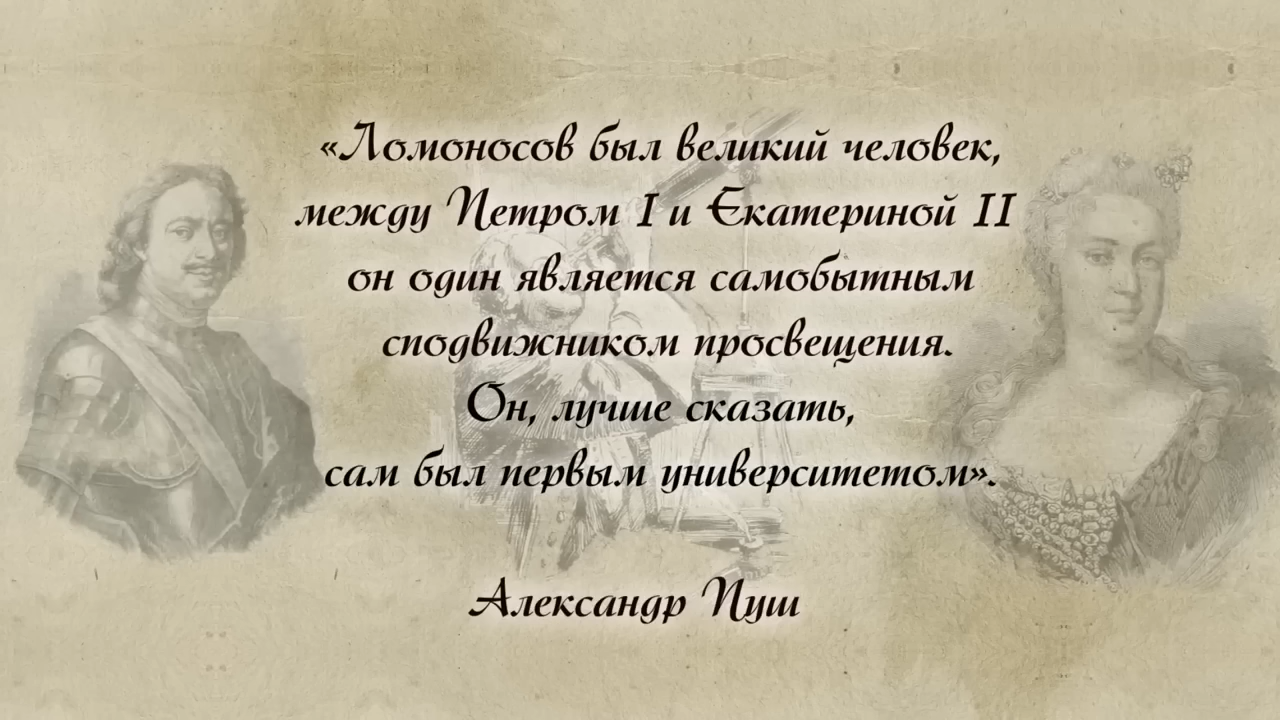 «Ломоносов был великий человек,
между Петром I и Екатериной II
он один является самобытным
сподвижником просвещения.
Он, лучше сказать,
сам был первым университетом».
Александр Пуш